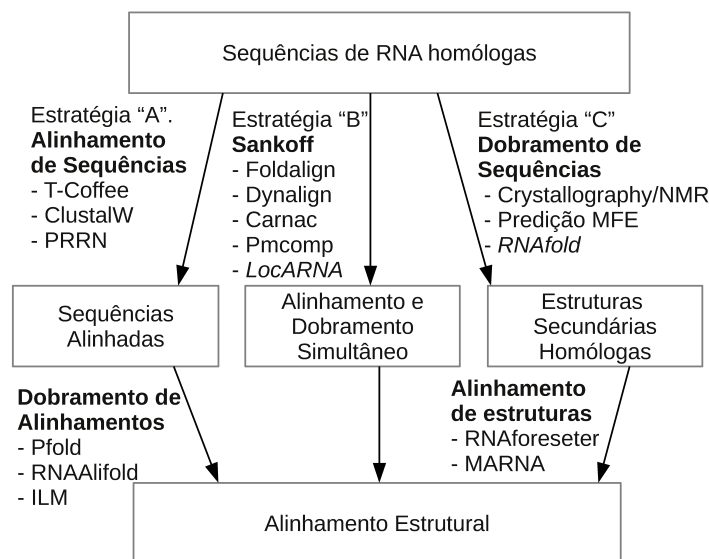 Sequências de RNA homólogas
Estratégia “A”.
Alinhamento
de Sequências
- T-Coffee
- ClustalW
- PRRN
Estratégia “B”
Sankoff
- Foldalign
- Dynalign
- Carnac
- Pmcomp
- LocARNA
Estratégia “C”
Dobramento de
Sequências
- Crystallography/NMR
- Predição MFE
- RNAfold
Sequências
Alinhadas
Alinhamento e
Dobramento
Simultâneo
Estruturas
Secundárias
Homólogas
Dobramento de
Alinhamentos
- Pfold
- RNAAlifold
- ILM
Alinhamento
de estruturas
- RNAforeseter
- MARNA
Alinhamento Estrutural